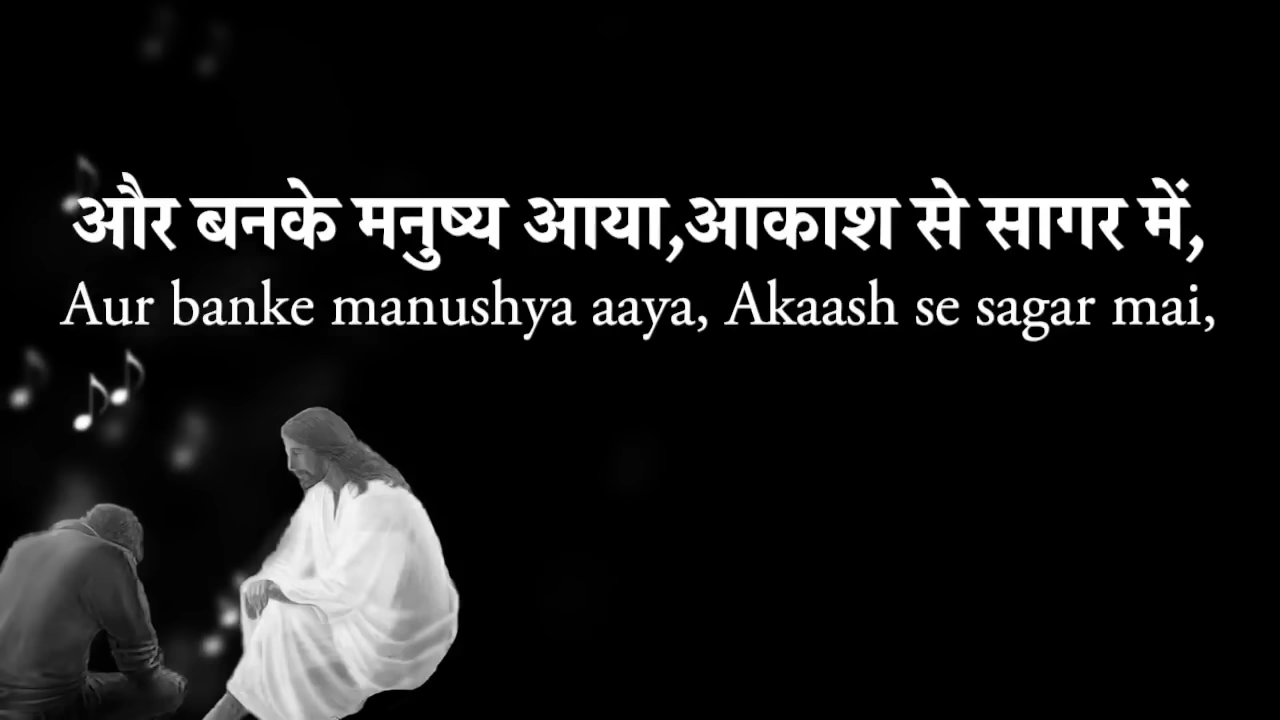 और बनके मनुष्य आया,आकाश से सागर में,
Aur banke manushya aaya, Akaash se sagar mai,